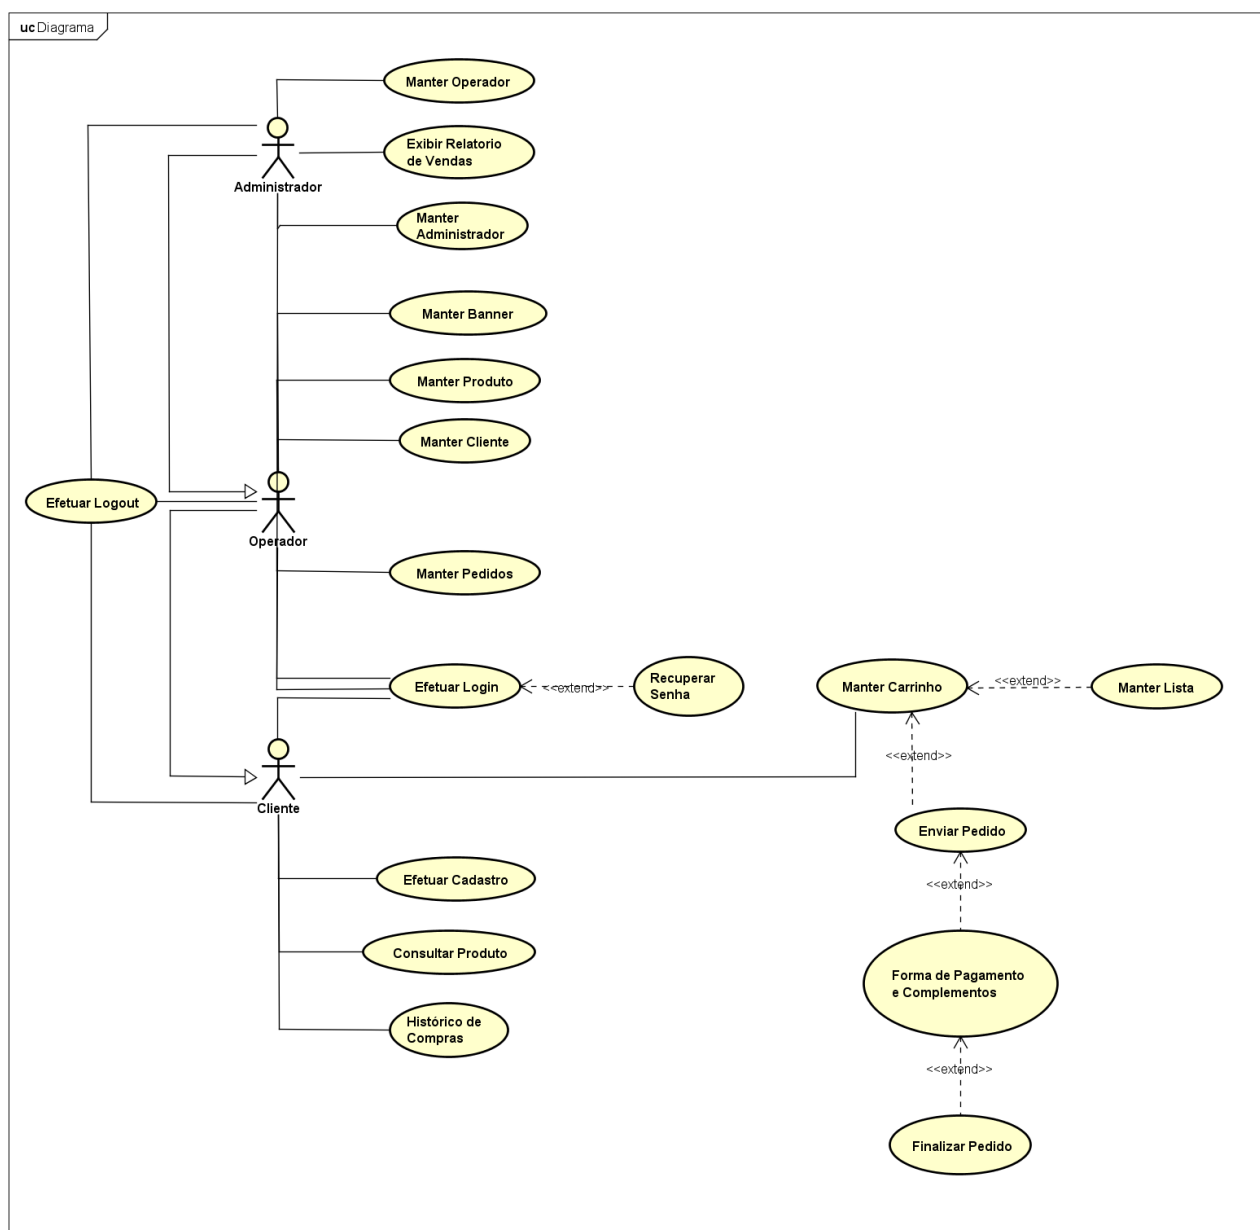 uc Diagrama
Manter Operador
Exibir Relatorio
de Vendas
Administrador
Manter
Administrador
Manter Banner
Manter Produto
Manter Cliente
Efetuar Logout
Operador
Manter Pedidos
Efetuar Login
<<extend>>
Recuperar
Senha
Manter Carrinho
<<extend>>
Manter Lista
<<extend>>
Cliente
Enviar Pedido
Efetuar Cadastro
<<extend>>
Consultar Produto
Forma de Pagamento
e Complementos
Histórico de
Compras
<<extend>>
Finalizar Pedido